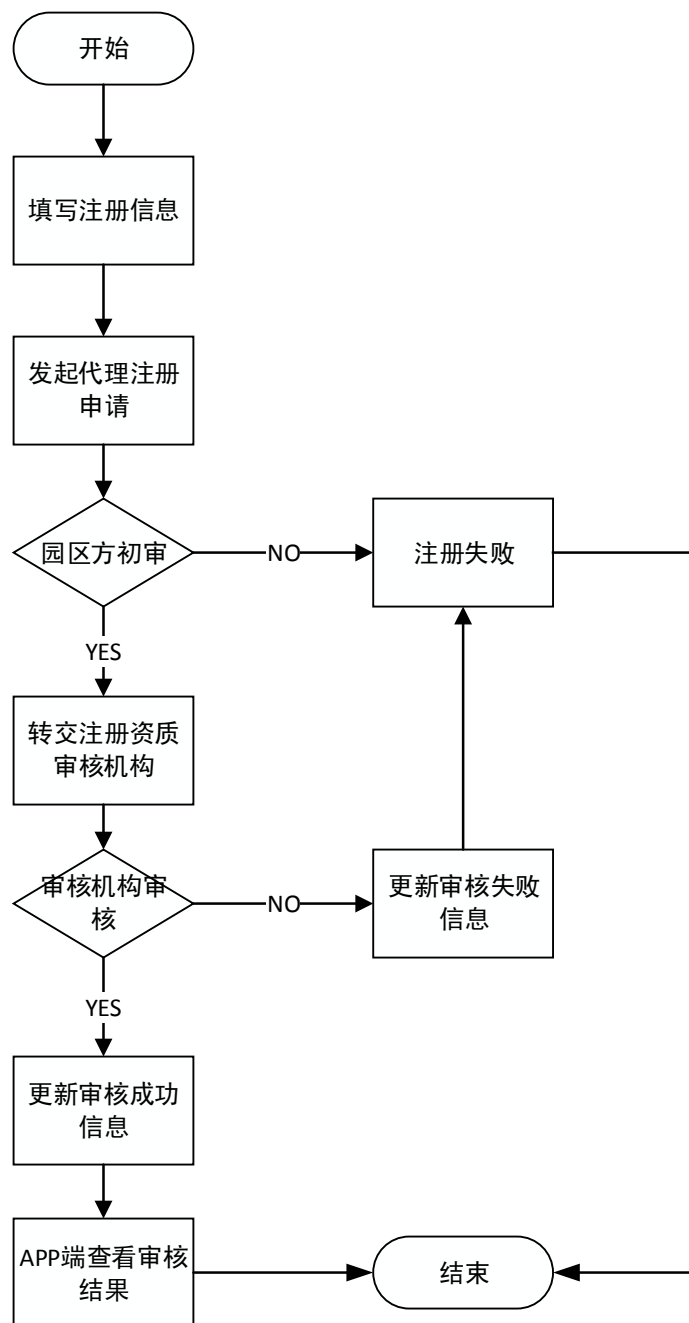 开始
填写注册信息
发起代理注册
申请
园区方初审
NO
注册失败
YES
转交注册资质
审核机构
审核机构审
核
NO
更新审核失败
信息
YES
更新审核成功
信息
APP端查看审核
结果
结束